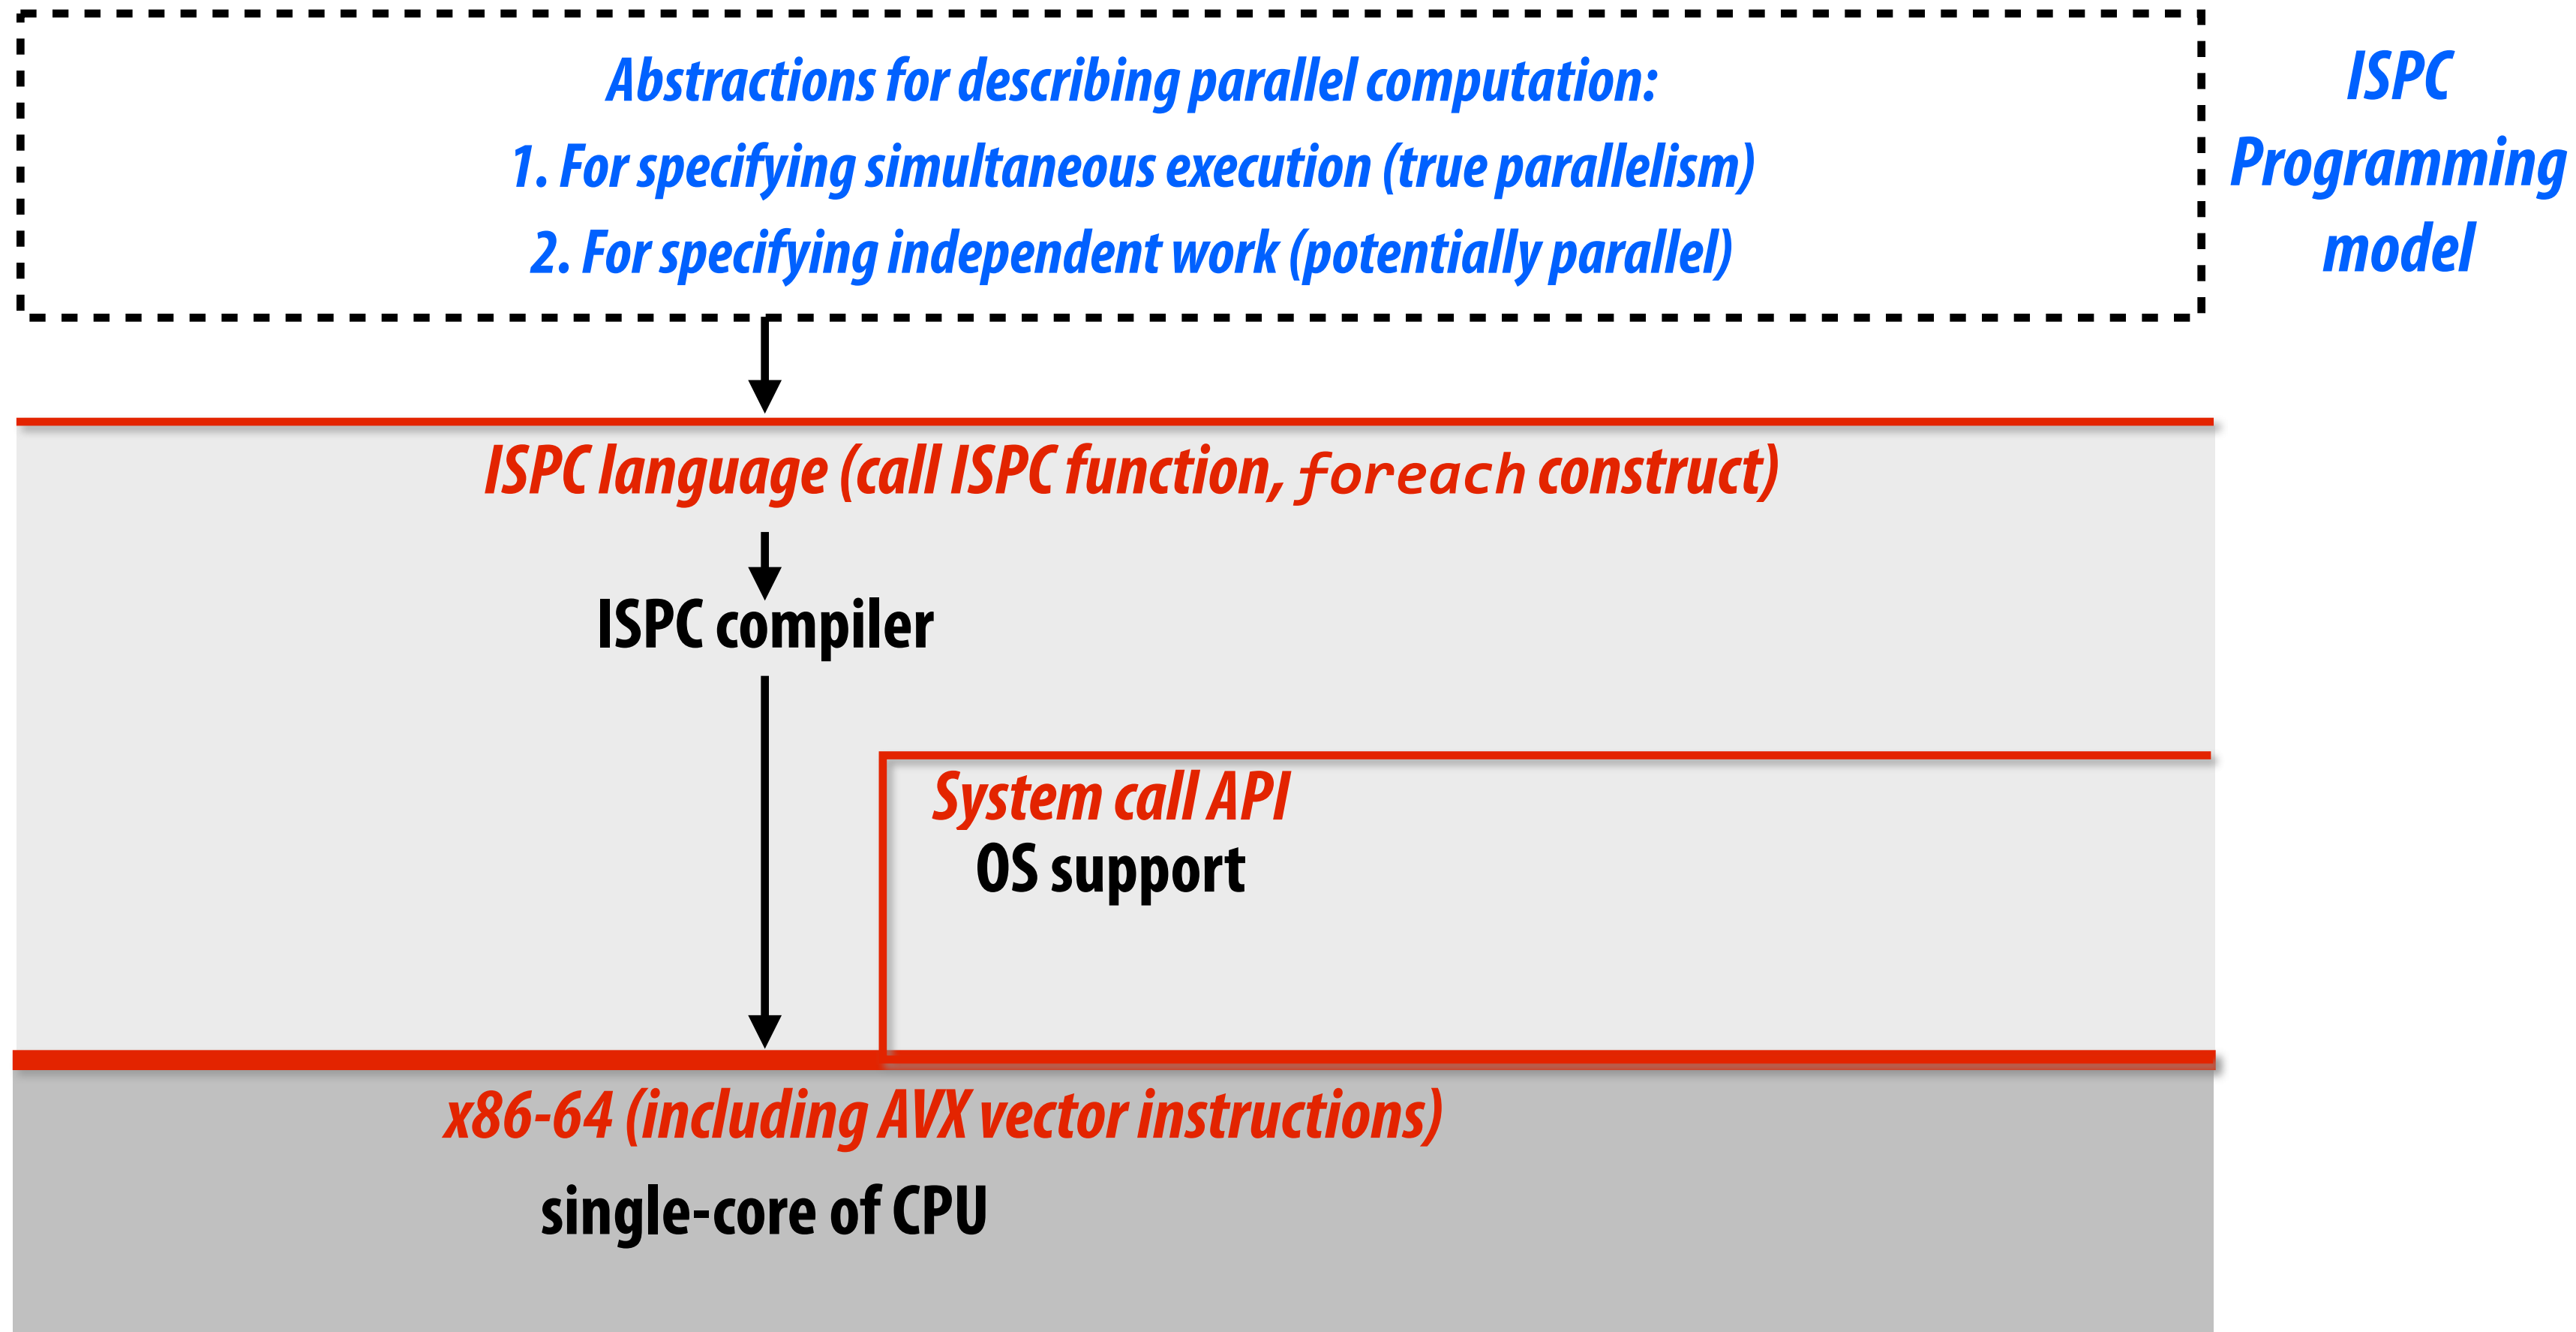 Abstractions for describing parallel computation:
1. For specifying simultaneous execution (true parallelism)
2. For specifying independent work (potentially parallel)
ISPC
Programming
model
ISPC language (call ISPC function, foreach construct)
ISPC compiler
System call API
OS support
x86-64 (including AVX vector instructions)
single-core of CPU